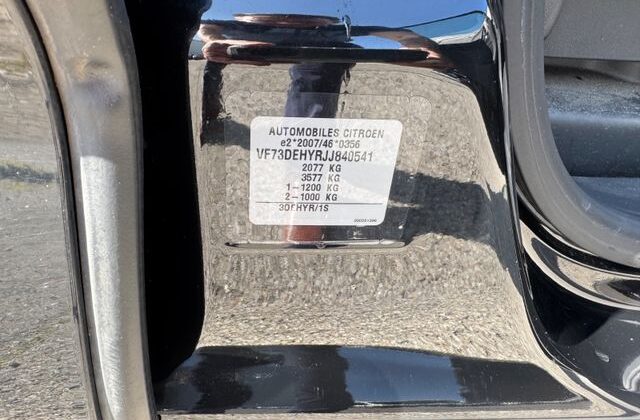 AUTOMOBILES CITROEN
e2*2007/46*0356
VF73DEHYRJJ840541
2077 KG
3577 KG
1-1200 KG
2-1000 KG
3DEHYR/1S